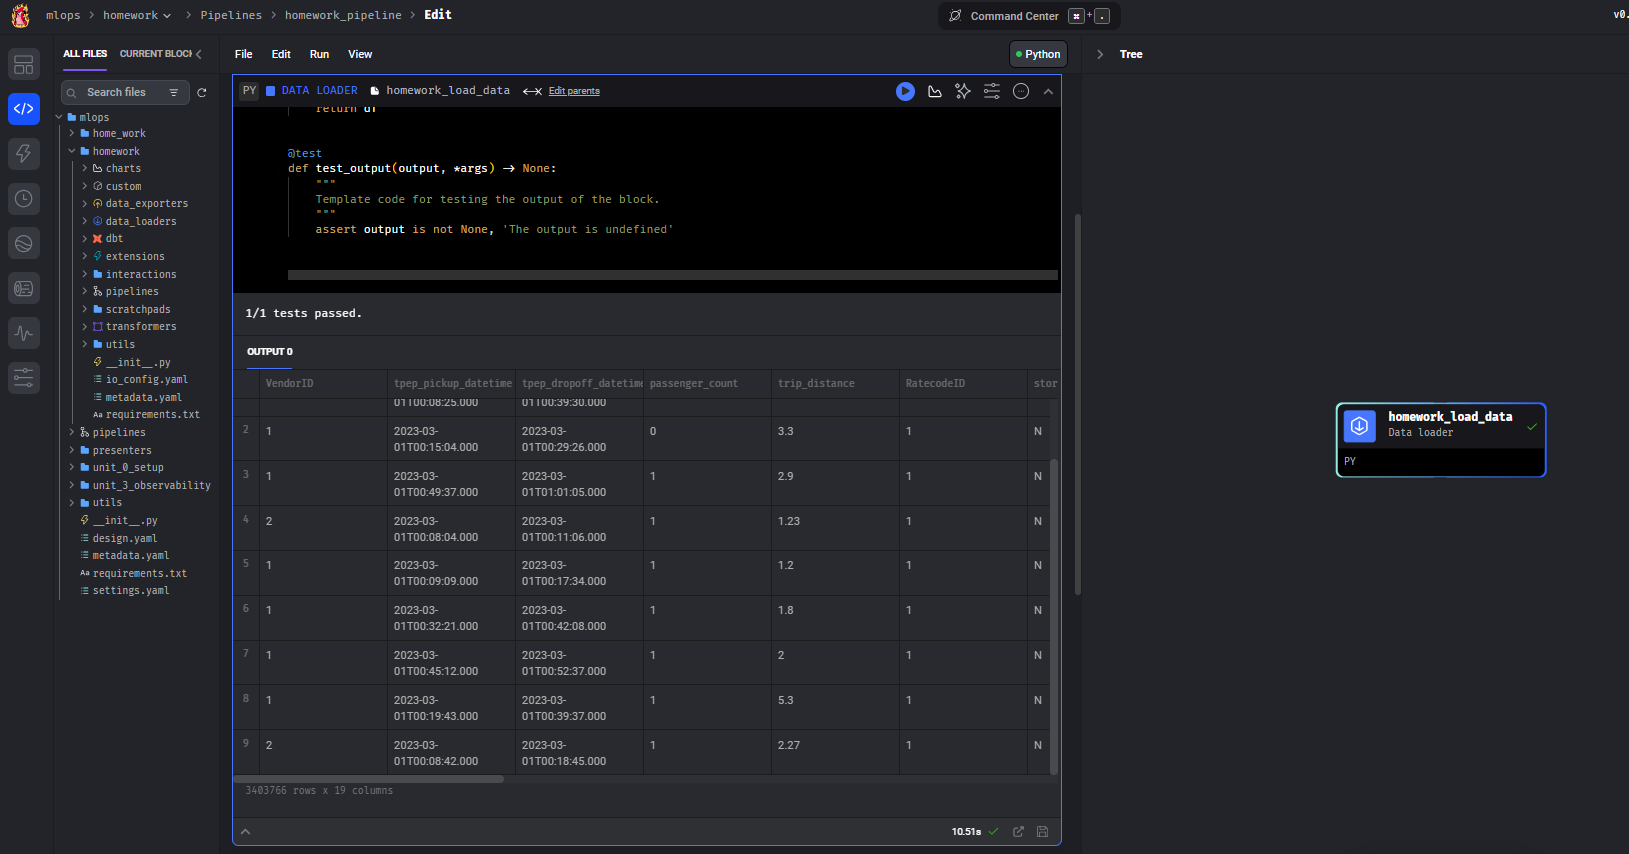 mlops > homework > Pipelines > homework_pipeline > Edit
Command Center ⌘ + .
v0.
ALL FILES CURRENT BLOCK
File Edit Run View
Python
Tree
Search files
mlops
home_work
homework
charts
custom
data_exporters
data_loaders
dbt
extensions
interactions
pipelines
scratchpads
transformers
utils
__init__.py
io_config.yaml
metadata.yaml
Aa requirements.txt
pipelines
presenters
unit_0_setup
unit_3_observability
utils
__init__.py
design.yaml
metadata.yaml
Aa requirements.txt
settings.yaml
PY DATA LOADER homework_load_data Edit parents
return df
@test
def test_output(output, *args) -> None:
"""
Template code for testing the output of the block.
"""
assert output is not None, 'The output is undefined'
1/1 tests passed.
OUTPUT 0
VendorID tpep_pickup_datetime tpep_dropoff_datetime passenger_count trip_distance RatecodeID stor
01T00:08:25.000 01T00:39:30.000
2 1 2023-03- 2023-03- 0 3.3 1 N
01T00:15:04.000 01T00:29:26.000
3 1 2023-03- 2023-03- 1 2.9 1 N
01T00:49:37.000 01T01:01:05.000
4 2 2023-03- 2023-03- 1 1.23 1 N
01T00:08:04.000 01T00:11:06.000
5 1 2023-03- 2023-03- 1 1.2 1 N
01T00:09:09.000 01T00:17:34.000
6 1 2023-03- 2023-03- 1 1.8 1 N
01T00:32:21.000 01T00:42:08.000
7 1 2023-03- 2023-03- 1 2 1 N
01T00:45:12.000 01T00:52:37.000
8 1 2023-03- 2023-03- 1 5.3 1 N
01T00:19:43.000 01T00:39:37.000
9 2 2023-03- 2023-03- 1 2.27 1 N
01T00:08:42.000 01T00:18:45.000
3403766 rows x 19 columns
10.51s
homework_load_data
Data loader
PY